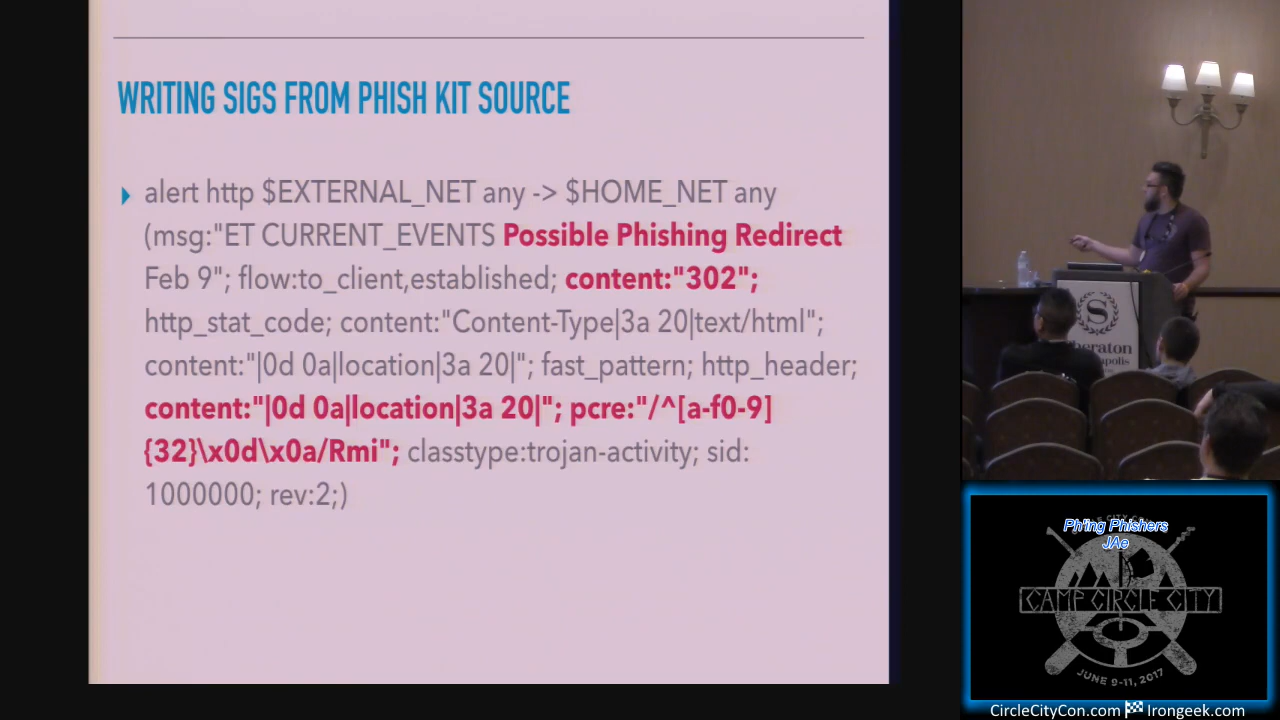 WRITING SIGS FROM PHISH KIT SOURCE
alert http $EXTERNAL_NET any -> $HOME_NET any
(msg:"ET CURRENT_EVENTS Possible Phishing Redirect
Feb 9"; flow:to_client,established; content:"302";
http_stat_code; content:"Content-Type|3a 20|text/html";
content:"|0d 0a|location|3a 20|"; fast_pattern; http_header;
content:"|0d 0a|location|3a 20|"; pcre:"/^[a-f0-9]
{32}\x0d\x0a/Rmi"; classtype:trojan-activity; sid:
1000000; rev:2;)
S
Sheraton
Ph'ing Phishers
JAe
CAMP CIRCLE CITY
JUNE 9-11, 2017
CircleCityCon.com Irongeek.com